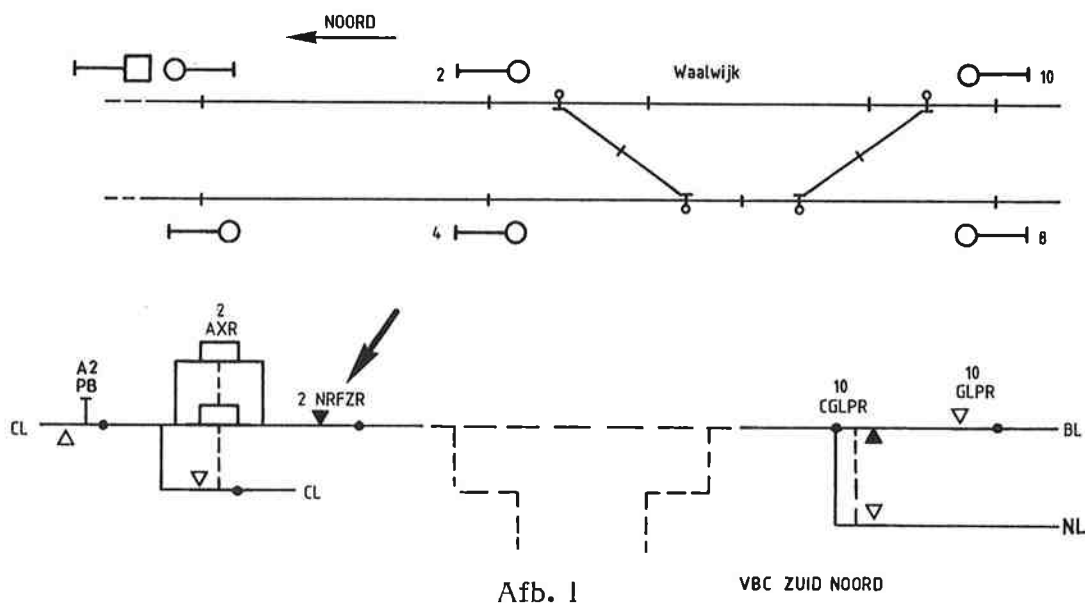 NOORD
2
Waalwijk
10
4
8
2
AXR
A2
PB
2 NRFZR
10
CGLPR
10
GLPR
CL
BL
CL
NL
Afb. 1
VBC ZUID NOORD